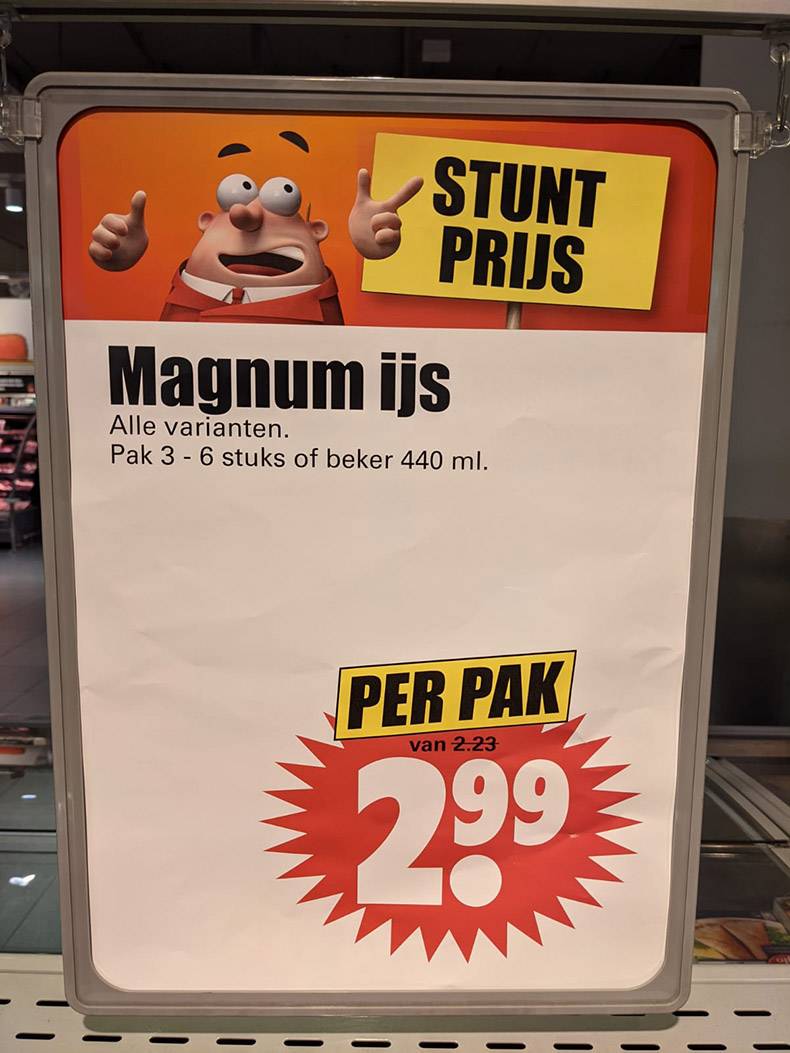 STUNT
PRIJS
Magnum ijs
Alle varianten.
Pak 3 - 6 stuks of beker 440 ml.
PER PAK
van 2.23
2.99